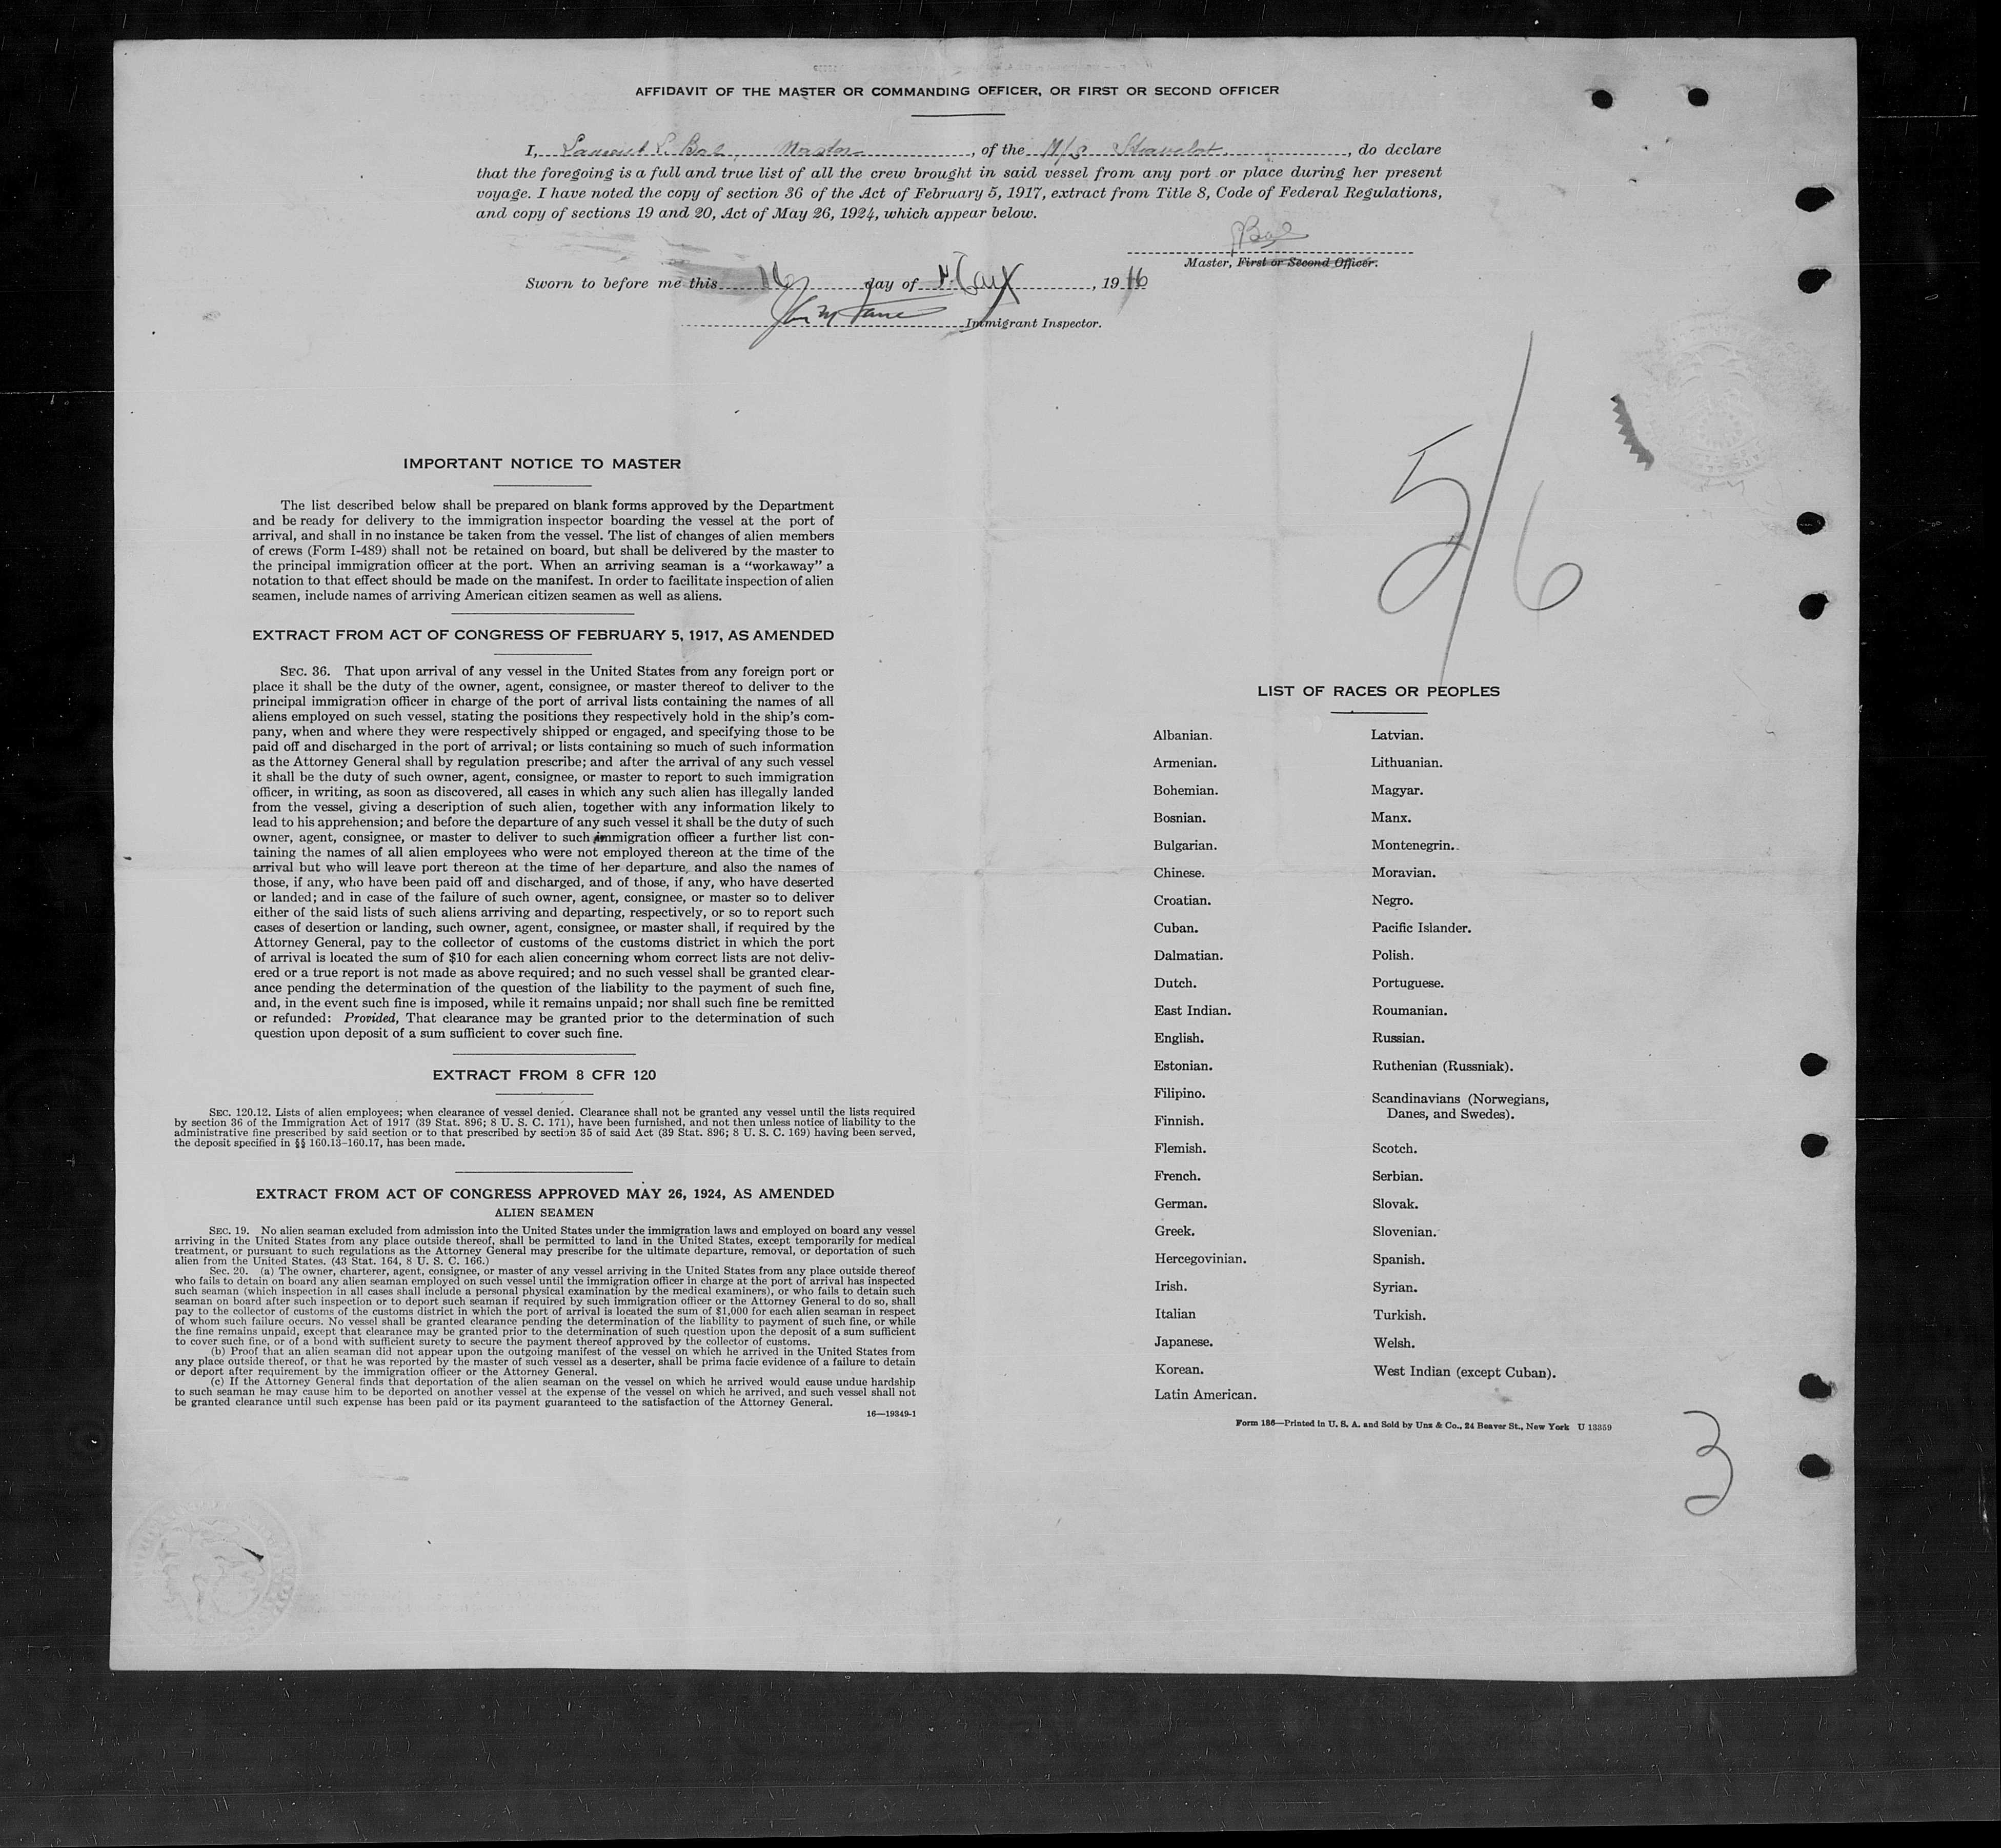 AFFIDAVIT OF THE MASTER OR COMMANDING OFFICER, OR FIRST OR SECOND OFFICER
I, L. Bal, Master, of the M/S Stavelot, do declare
that the foregoing is a full and true list of all the crew brought in said vessel from any port or place during her present
voyage. I have noted the copy of section 36 of the Act of February 5, 1917, extract from Title 8, Code of Federal Regulations,
and copy of sections 19 and 20, Act of May 26, 1924, which appear below.
Bal
Master, First or Second Officer.
Sworn to before me this 16 day of May, 1946
Immigrant Inspector.
5/6
IMPORTANT NOTICE TO MASTER
The list described below shall be prepared on blank forms approved by the Department
and be ready for delivery to the immigration inspector boarding the vessel at the port of
arrival, and shall in no instance be taken from the vessel. The list of changes of alien members
of crews (Form I-489) shall not be retained on board, but shall be delivered by the master to
the principal immigration officer at the port. When an arriving seaman is a "workaway" a
notation to that effect should be made on the manifest. In order to facilitate inspection of alien
seamen, include names of arriving American citizen seamen as well as aliens.
EXTRACT FROM ACT OF CONGRESS OF FEBRUARY 5, 1917, AS AMENDED
SEC. 36. That upon arrival of any vessel in the United States from any foreign port or
place it shall be the duty of the owner, agent, consignee, or master thereof to deliver to the
principal immigration officer in charge of the port of arrival lists containing the names of all
aliens employed on such vessel, stating the positions they respectively hold in the ship's com-
pany, when and where they were respectively shipped or engaged, and specifying those to be
paid off and discharged in the port of arrival; or lists containing so much of such information
as the Attorney General shall by regulation prescribe; and after the arrival of any such vessel
it shall be the duty of such owner, agent, consignee, or master to report to such immigration
officer, in writing, as soon as discovered, all cases in which any such alien has illegally landed
from the vessel, giving a description of such alien, together with any information likely to
lead to his apprehension; and before the departure of any such vessel it shall be the duty of such
owner, agent, consignee, or master to deliver to such immigration officer a further list con-
taining the names of all alien employees who were not employed thereon at the time of the
arrival but who will leave port thereon at the time of her departure, and also the names of
those, if any, who have been paid off and discharged, and of those, if any, who have deserted
or landed; and in case of the failure of such owner, agent, consignee, or master so to deliver
either of the said lists of such aliens arriving and departing, respectively, or so to report such
cases of desertion or landing, such owner, agent, consignee, or master shall, if required by the
Attorney General, pay to the collector of customs of the customs district in which the port
of arrival is located the sum of $10 for each alien concerning whom correct lists are not deliv-
ered or a true report is not made as above required; and no such vessel shall be granted clear-
ance pending the determination of the question of the liability to the payment of such fine,
and, in the event such fine is imposed, while it remains unpaid; nor shall such fine be remitted
or refunded: Provided, That clearance may be granted prior to the determination of such
question upon deposit of a sum sufficient to cover such fine.
EXTRACT FROM 8 CFR 120
SEC. 120.12. Lists of alien employees; when clearance of vessel denied. Clearance shall not be granted any vessel until the lists required
by section 36 of the Immigration Act of 1917 (39 Stat. 896; 8 U. S. C. 171), have been furnished, and not then unless notice of liability to the
administrative fine prescribed by said section or to that prescribed by section 35 of said Act (39 Stat. 896; 8 U. S. C. 169) having been served,
the deposit specified in §§ 160.13–160.17, has been made.
EXTRACT FROM ACT OF CONGRESS APPROVED MAY 26, 1924, AS AMENDED
ALIEN SEAMEN
SEC. 19. No alien seaman excluded from admission into the United States under the immigration laws and employed on board any vessel
arriving in the United States from any place outside thereof, shall be permitted to land in the United States, except temporarily for medical
treatment, or pursuant to such regulations as the Attorney General may prescribe for the ultimate departure, removal, or deportation of such
alien from the United States. (43 Stat. 164, 8 U. S. C. 166.)
Sec. 20. (a) The owner, charterer, agent, consignee, or master of any vessel arriving in the United States from any place outside thereof
who fails to detain on board any alien seaman employed on such vessel until the immigration officer in charge at the port of arrival has inspected
such seaman (which inspection in all cases shall include a personal physical examination by the medical examiners), or who fails to detain such
seaman on board after such inspection or to deport such seaman if required by such immigration officer or the Attorney General to do so, shall
pay to the collector of customs of the customs district in which the port of arrival is located the sum of $1,000 for each alien seaman in respect
of whom such failure occurs. No vessel shall be granted clearance pending the determination of the liability to payment of such fine, or while
the fine remains unpaid, except that clearance may be granted prior to the determination of such question upon the deposit of a sum sufficient
to cover such fine, or of a bond with sufficient surety to secure the payment thereof approved by the collector of customs.
(b) Proof that an alien seaman did not appear upon the outgoing manifest of the vessel on which he arrived in the United States from
any place outside thereof, or that he was reported by the master of such vessel as a deserter, shall be prima facie evidence of a failure to detain
or deport after requirement by the immigration officer or the Attorney General.
(c) If the Attorney General finds that deportation of the alien seaman on the vessel on which he arrived would cause undue hardship
to such seaman he may cause him to be deported on another vessel at the expense of the vessel on which he arrived, and such vessel shall not
be granted clearance until such expense has been paid or its payment guaranteed to the satisfaction of the Attorney General.
16—19349-1
LIST OF RACES OR PEOPLES
Albanian.
Armenian.
Bohemian.
Bosnian.
Bulgarian.
Chinese.
Croatian.
Cuban.
Dalmatian.
Dutch.
East Indian.
English.
Estonian.
Filipino.
Finnish.
Flemish.
French.
German.
Greek.
Hercegovinian.
Irish.
Italian
Japanese.
Korean.
Latin American.
Latvian.
Lithuanian.
Magyar.
Manx.
Montenegrin.
Moravian.
Negro.
Pacific Islander.
Polish.
Portuguese.
Roumanian.
Russian.
Ruthenian (Russniak).
Scandinavians (Norwegians,
Danes, and Swedes).
Scotch.
Serbian.
Slovak.
Slovenian.
Spanish.
Syrian.
Turkish.
Welsh.
West Indian (except Cuban).
Form 186—Printed in U. S. A. and Sold by Unz & Co., 24 Beaver St., New York U 13359
3